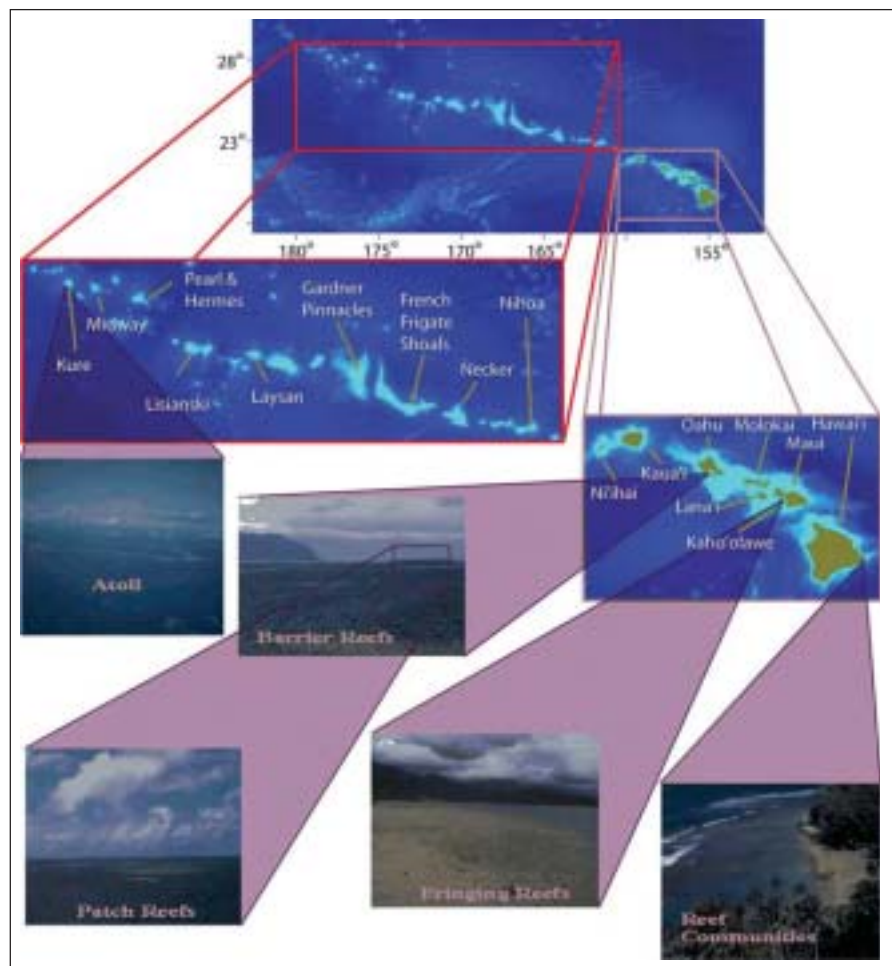 28°
23°
180°
175°
170°
165°
155°
Pearl &
Hermes
Midway
Kure
Lisianski
Laysan
Gardner
Pinnacles
French
Frigate
Shoals
Necker
Nihoa
Oahu
Molokai
Hawai'i
Maui
Kaua'i
Ni'ihai
Lana'i
Kaho'olawe
Atoll
Barrier Reefs
Patch Reefs
Fringing Reefs
Reef
Communities